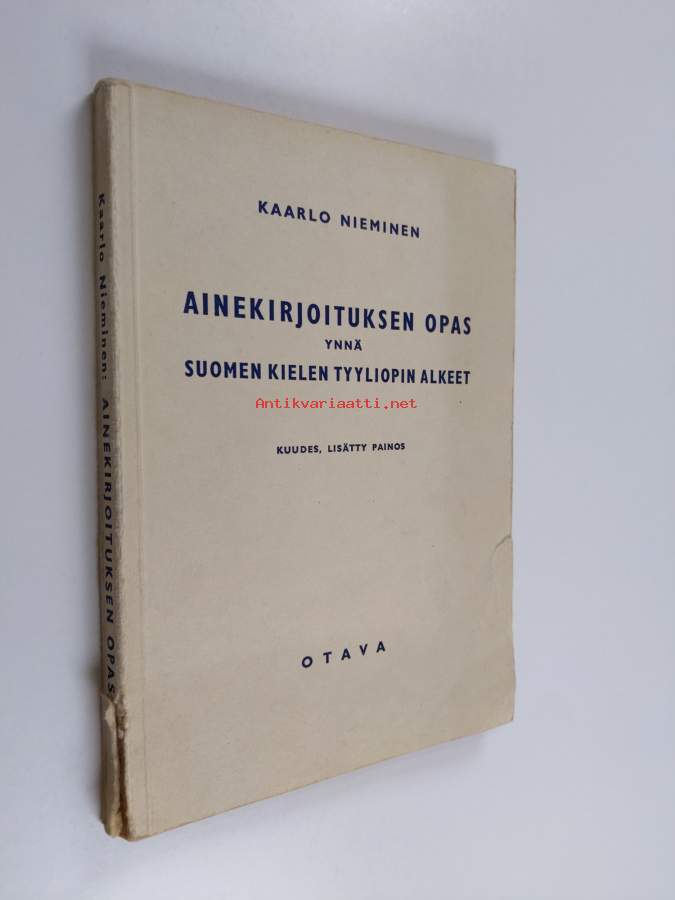 KAARLO NIEMINEN
AINEKIRJOITUKSEN OPAS
YNNÄ
SUOMEN KIELEN TYYLIOPIN ALKEET
Antikvariaatti.net
KUUDES, LISÄTTY PAINOS
OTAVA
Kaarlo Nieminen: AINEKIRJOITUKSEN OPAS